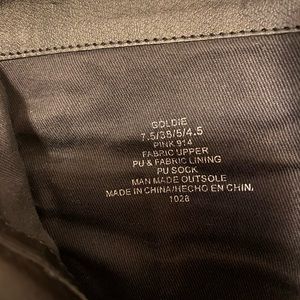 GOLDIE
7.5/38/5/4.5
PINK 914
FABRIC UPPER
PU & FABRIC LINING
PU SOCK
MAN MADE OUTSOLE
MADE IN CHINA/HECHO EN CHIN.
1028